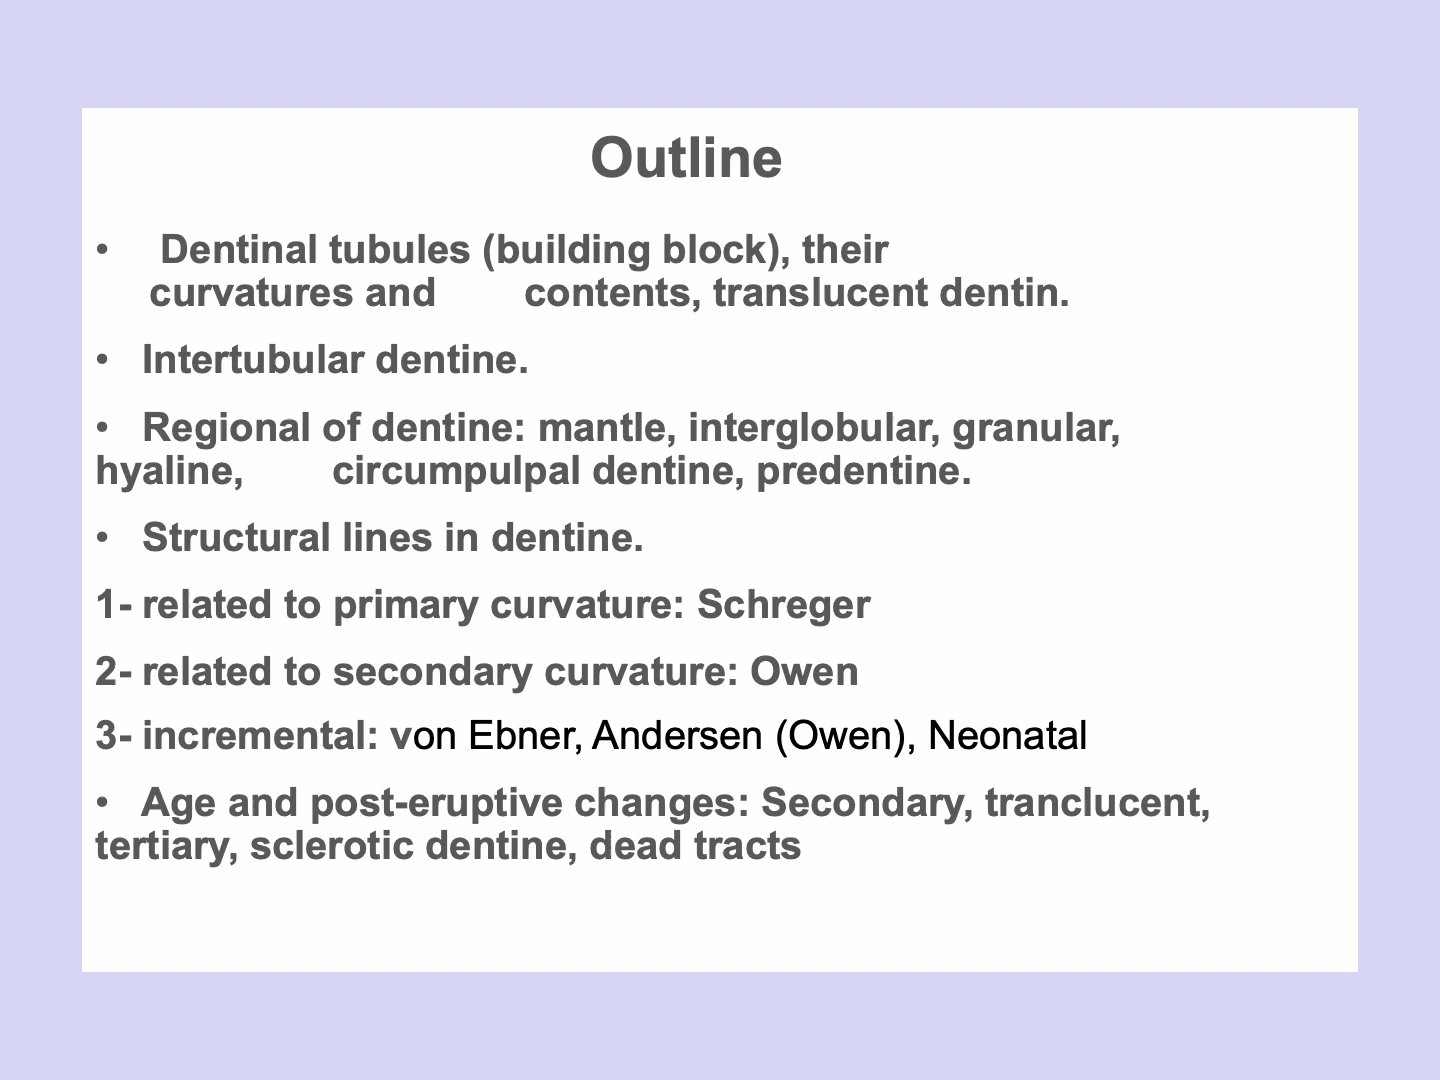 Outline
• Dentinal tubules (building block), their
curvatures and contents, translucent dentin.
• Intertubular dentine.
• Regional of dentine: mantle, interglobular, granular,
hyaline, circumpulpal dentine, predentine.
• Structural lines in dentine.
1- related to primary curvature: Schreger
2- related to secondary curvature: Owen
3- incremental: von Ebner, Andersen (Owen), Neonatal
• Age and post-eruptive changes: Secondary, tranclucent,
tertiary, sclerotic dentine, dead tracts